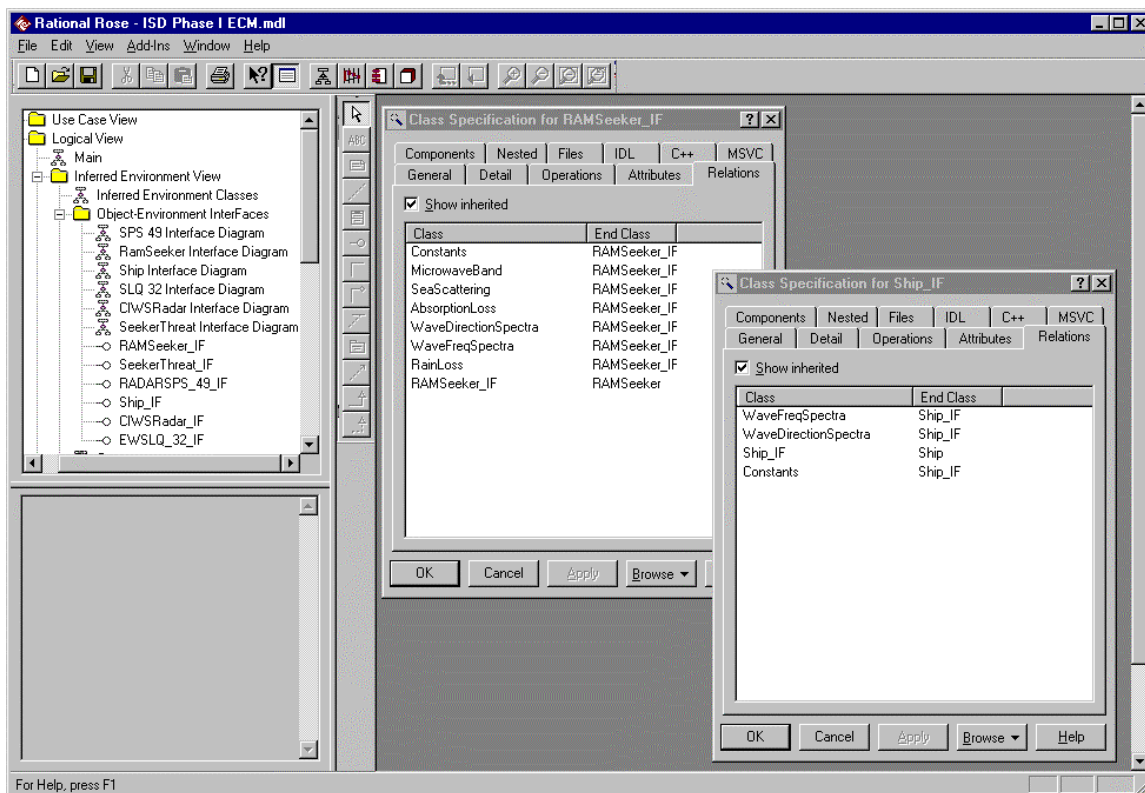 Rational Rose - ISD Phase I ECM.mdl
File Edit View Add-Ins Window Help
Use Case View
Logical View
Main
Inferred Environment View
Inferred Environment Classes
Object-Environment InterFaces
SPS 49 Interface Diagram
RamSeeker Interface Diagram
Ship Interface Diagram
SLQ 32 Interface Diagram
CIWSRadar Interface Diagram
SeekerThreat Interface Diagram
RAMSeeker_IF
SeekerThreat_IF
RADARSPS_49_IF
Ship_IF
CIWSRadar_IF
EWSLQ_32_IF
ABC
Class Specification for RAMSeeker_IF
Components Nested Files IDL C++ MSVC
General Detail Operations Attributes Relations
Show inherited
Class End Class
Constants RAMSeeker_IF
MicrowaveBand RAMSeeker_IF
SeaScattering RAMSeeker_IF
AbsorptionLoss RAMSeeker_IF
WaveDirectionSpectra RAMSeeker_IF
WaveFreqSpectra RAMSeeker_IF
RainLoss RAMSeeker_IF
RAMSeeker_IF RAMSeeker
OK Cancel Apply Browse
Class Specification for Ship_IF
Components Nested Files IDL C++ MSVC
General Detail Operations Attributes Relations
Show inherited
Class End Class
WaveFreqSpectra Ship_IF
WaveDirectionSpectra Ship_IF
Ship_IF Ship
Constants Ship_IF
OK Cancel Apply Browse Help
For Help, press F1